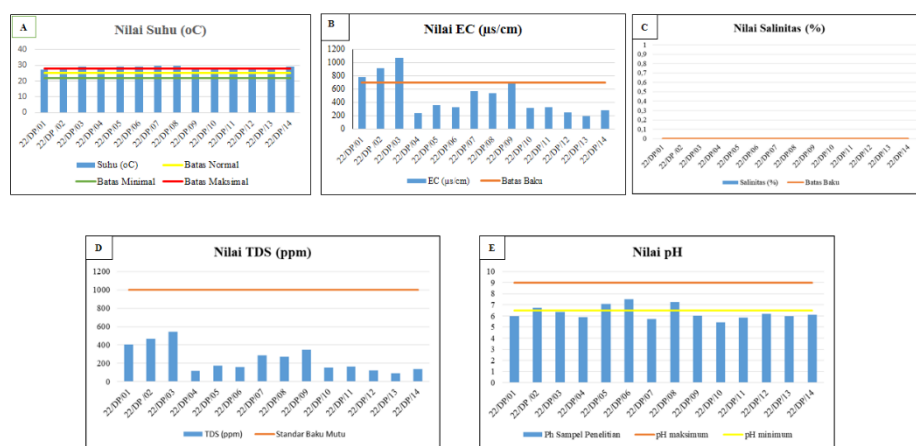 A
Nilai Suhu (oC)
40
30
20
10
0
22/DP/01
22/DP /02
22/DP/03
22/DP/04
22/DP/05
22/DP/06
22/DP/07
22/DP/08
22/DP/09
22/DP/10
22/DP/11
22/DP/12
22/DP/13
22/DP/14
Suhu (oC) Batas Normal
Batas Minimal Batas Maksimal
B
Nilai EC (µs/cm)
1200
1000
800
600
400
200
0
22/DP/01
22/DP /02
22/DP/03
22/DP/04
22/DP/05
22/DP/06
22/DP/07
22/DP/08
22/DP/09
22/DP/10
22/DP/11
22/DP/12
22/DP/13
22/DP/14
EC (µs/cm) Batas Baku
C
Nilai Salinitas (%)
1
0,9
0,8
0,7
0,6
0,5
0,4
0,3
0,2
0,1
0
22/DP/01
22/DP /02
22/DP/03
22/DP/04
22/DP/05
22/DP/06
22/DP/07
22/DP/08
22/DP/09
22/DP/10
22/DP/11
22/DP/12
22/DP/13
22/DP/14
Salinitas (%) Batas Baku
D
Nilai TDS (ppm)
1200
1000
800
600
400
200
0
22/DP/01
22/DP /02
22/DP/03
22/DP/04
22/DP/05
22/DP/06
22/DP/07
22/DP/08
22/DP/09
22/DP/10
22/DP/11
22/DP/12
22/DP/13
22/DP/14
TDS (ppm) Standar Baku Mutu
E
Nilai pH
10
9
8
7
6
5
4
3
2
1
0
22/DP/01
22/DP /02
22/DP/03
22/DP/04
22/DP/05
22/DP/06
22/DP/07
22/DP/08
22/DP/09
22/DP/10
22/DP/11
22/DP/12
22/DP/13
22/DP/14
Ph Sampel Penelitian pH maksimum pH minimum